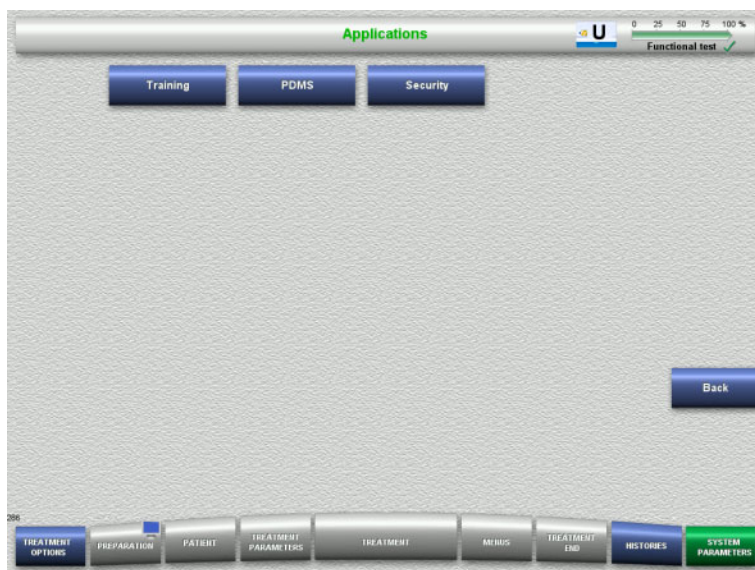 Applications
U
0 25 50 75 100 %
Functional test
Training
PDMS
Security
Back
286
TREATMENT
OPTIONS
PREPARATION
PATIENT
TREATMENT
PARAMETERS
TREATMENT
MENUS
TREATMENT
END
HISTORIES
SYSTEM
PARAMETERS